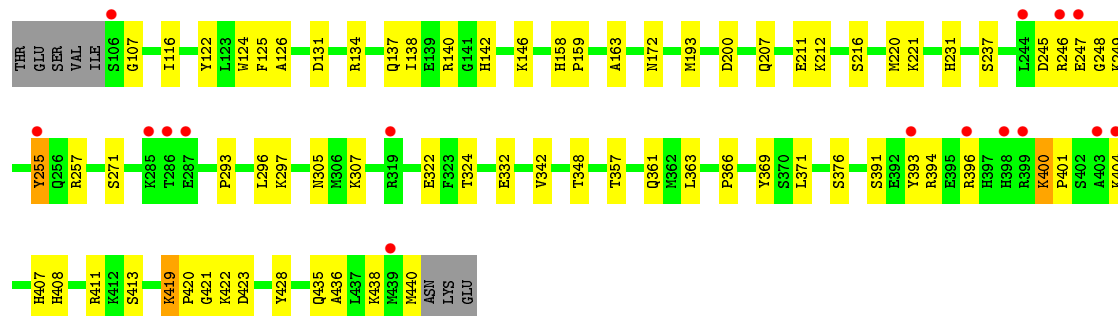 THR GLU SER VAL ILE S106 G107 I116 Y122 L123 W124 F125 A126 D131 R134 Q137 I138 E139 R140 G141 H142 K146 H158 P159 A163 N172 M193 D200 Q207 E211 K212 S216 M220 K221 H231 S237 L244 D245 R246 E247 G248
Y255 Q256 R257 S271 K285 T286 E287 P293 L296 K297 N305 M306 K307 R319 E322 F323 T324 E332 V342 T348 T357 Q361 M362 L363 P366 Y369 S370 L371 S376 S391 E392 Y393 R394 E395 R396 H397 H398 R399 K400 P401 S402 A403 K404
H407 H408 R411 K412 S413 K419 P420 G421 K422 D423 Y428 Q435 A436 L437 K438 M439 M440 ASN LYS GLU